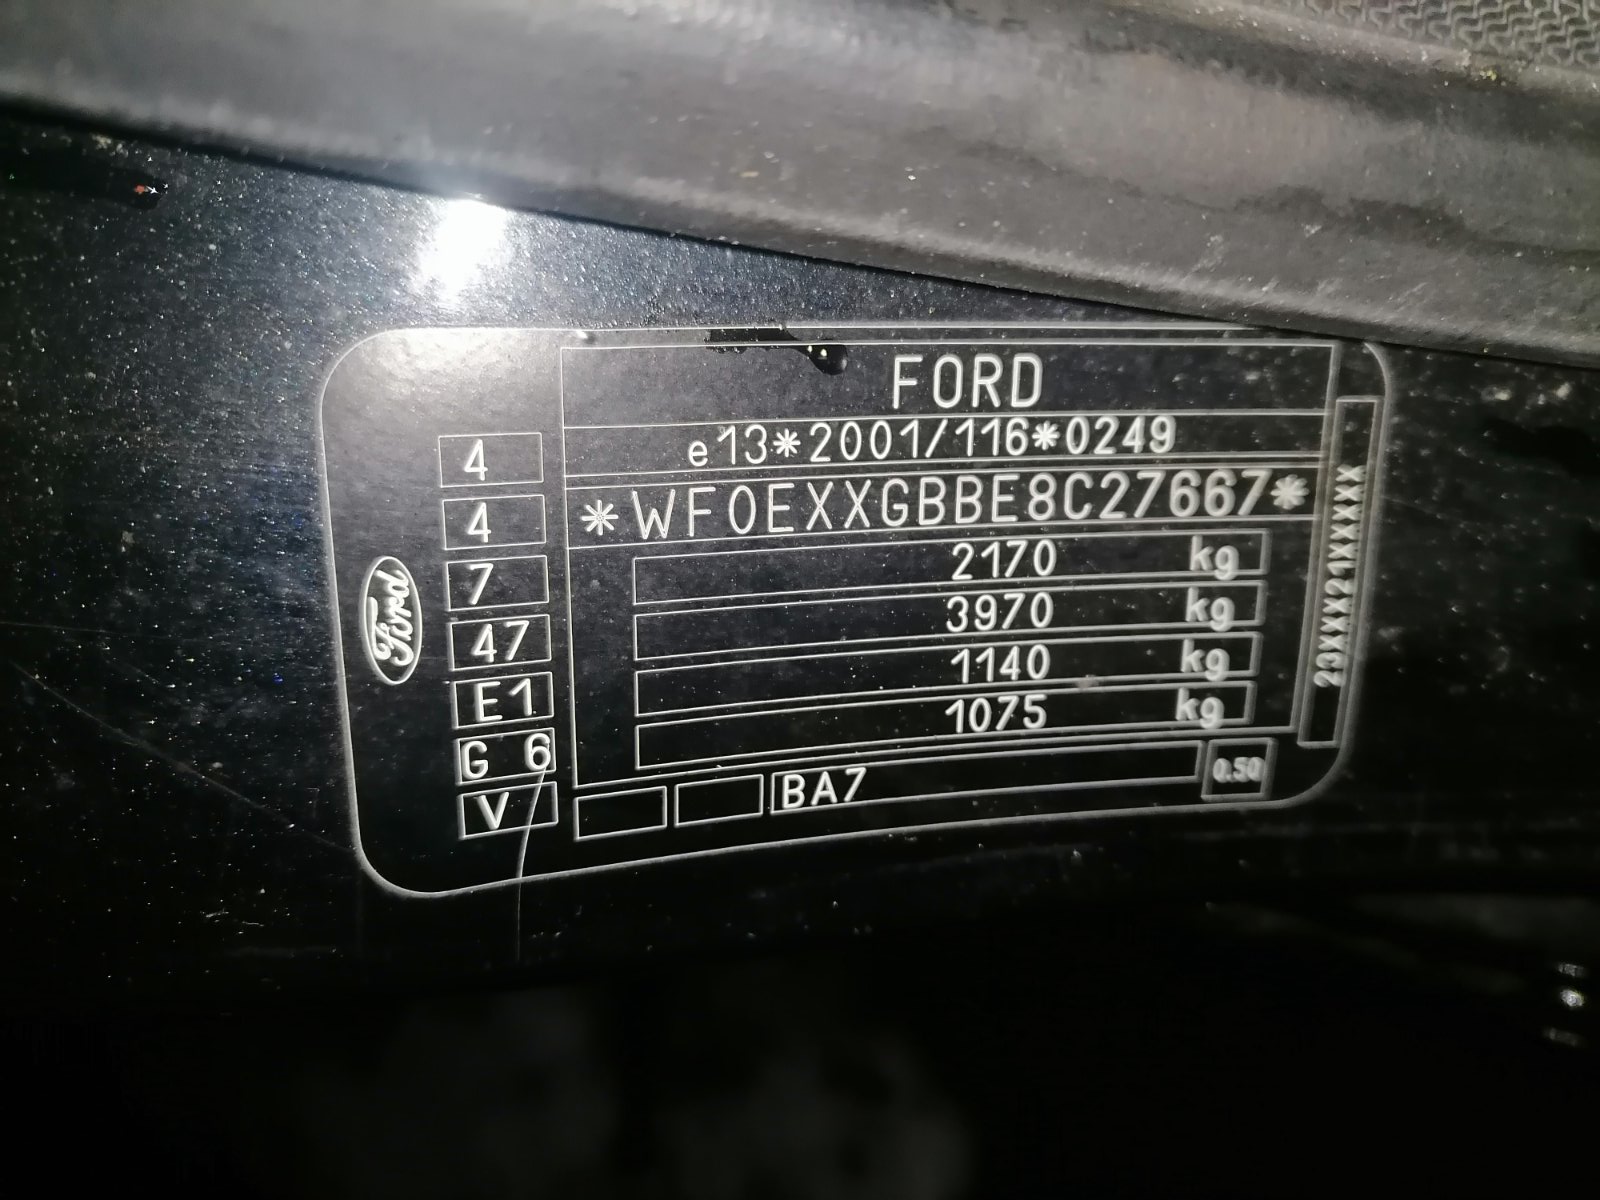 FORD
e13*2001/116*0249
*WF0EXXGBBE8C27667*
2170 kg
3970 kg
1140 kg
1075 kg
4
4
7
47
E1
G 6
V
Ford
BA7
0.50
23XXX21XXXXX